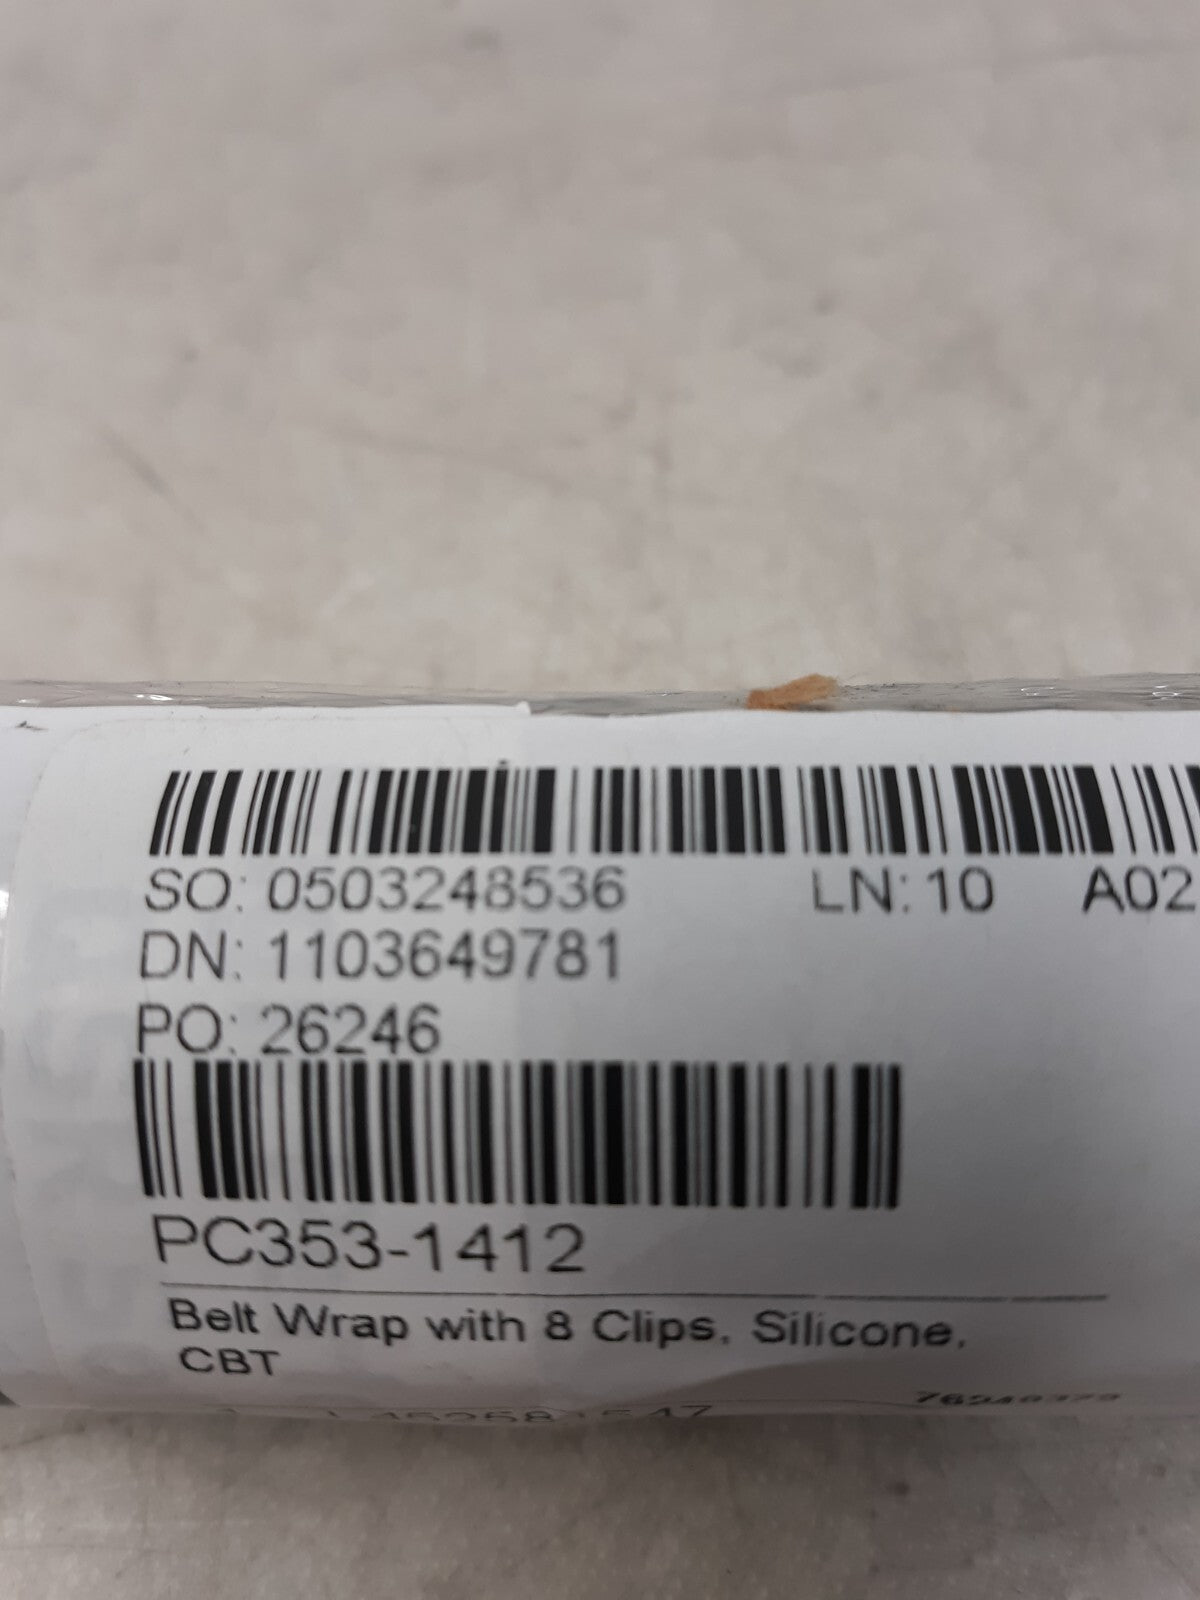 SO: 0503248536 LN: 10 A02
DN: 1103649781
PO: 26246
PC353-1412
Belt Wrap with 8 Clips, Silicone,
CBT